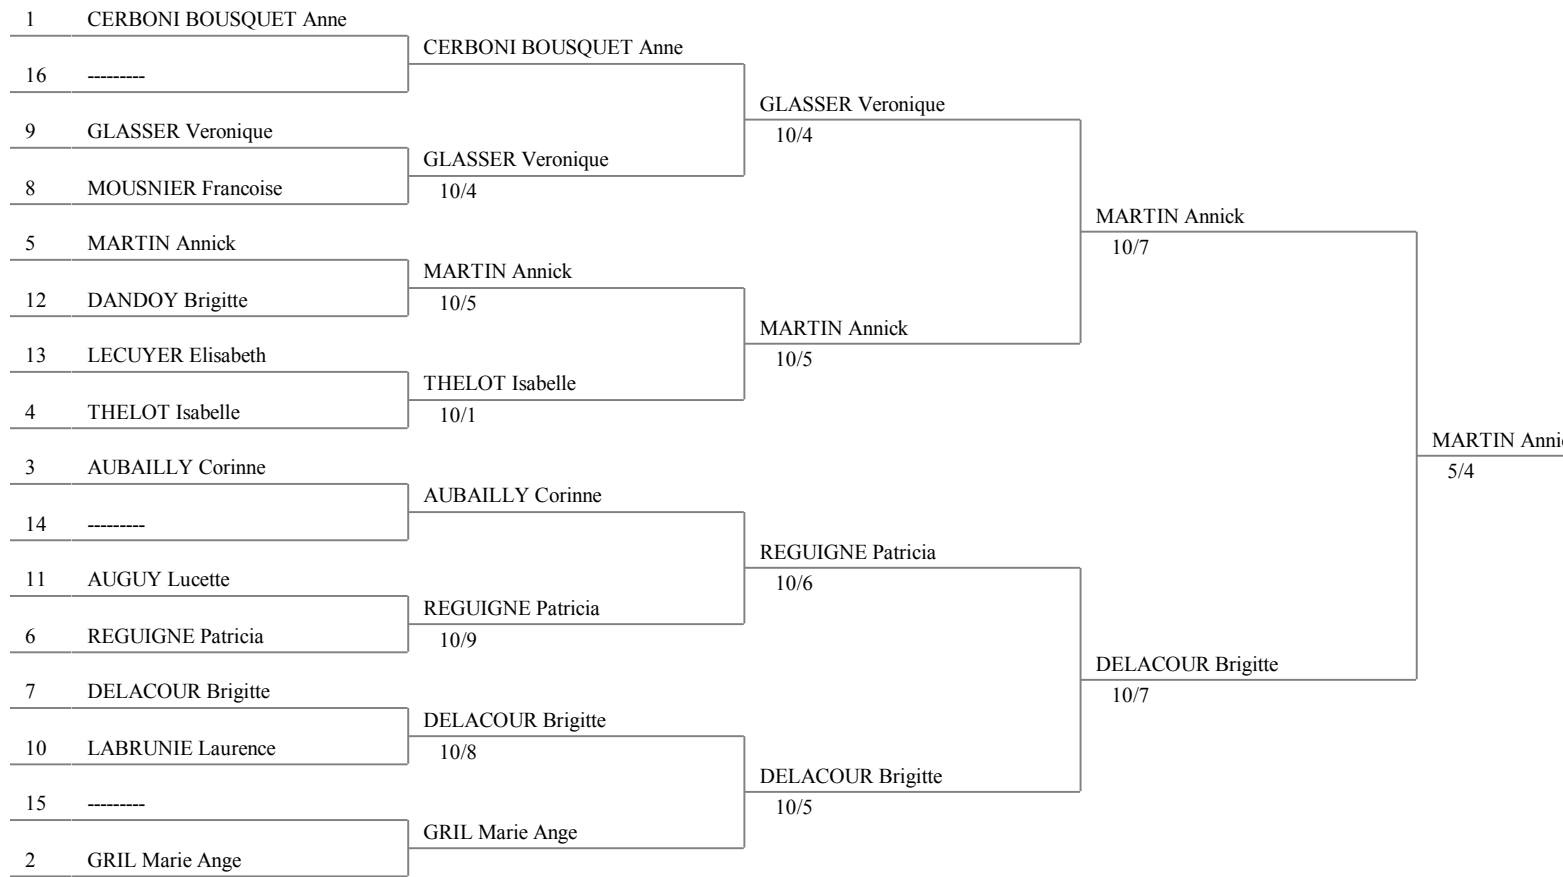 1 CERBONI BOUSQUET Anne
CERBONI BOUSQUET Anne
16 ---------
GLASSER Veronique
10/4
9 GLASSER Veronique
GLASSER Veronique
10/4
8 MOUSNIER Francoise
MARTIN Annick
10/7
5 MARTIN Annick
MARTIN Annick
10/5
12 DANDOY Brigitte
MARTIN Annick
10/5
13 LECUYER Elisabeth
THELOT Isabelle
10/1
4 THELOT Isabelle
MARTIN Anni
5/4
3 AUBAILLY Corinne
AUBAILLY Corinne
14 ---------
REGUIGNE Patricia
10/6
11 AUGUY Lucette
REGUIGNE Patricia
10/9
6 REGUIGNE Patricia
DELACOUR Brigitte
10/7
7 DELACOUR Brigitte
DELACOUR Brigitte
10/8
10 LABRUNIE Laurence
DELACOUR Brigitte
10/5
15 ---------
GRIL Marie Ange
2 GRIL Marie Ange